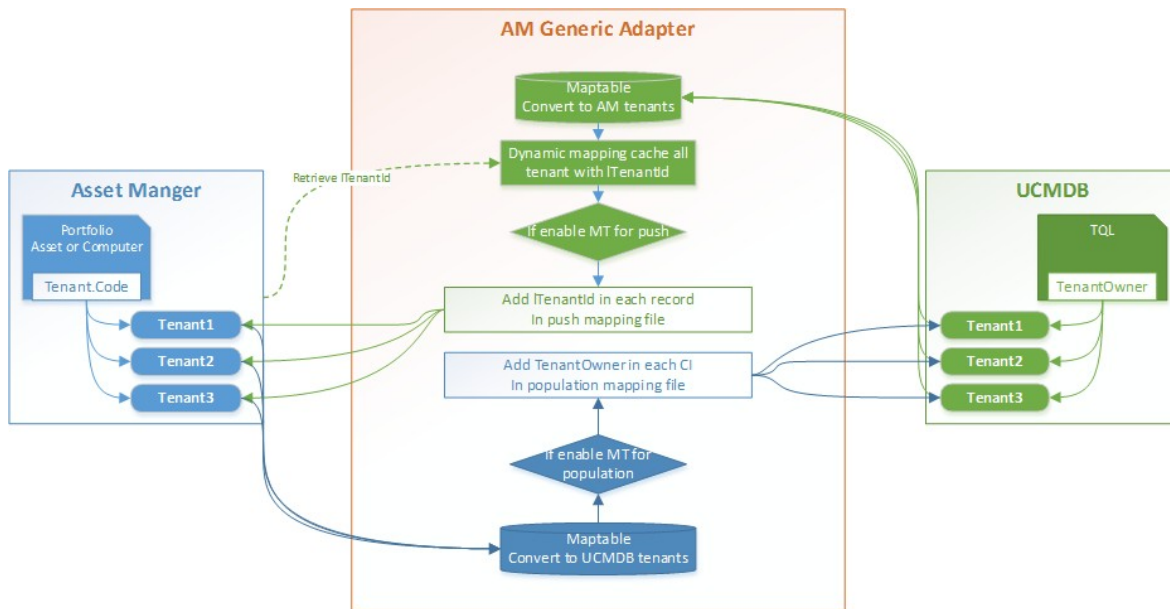 AM Generic Adapter
Maptable
Convert to AM tenants
Dynamic mapping cache all
tenant with lTenantId
Retrieve lTenantId
If enable MT for push
Add lTenantId in each record
In push mapping file
Add TenantOwner in each CI
In population mapping file
If enable MT for
population
Maptable
Convert to UCMDB tenants
Asset Manger
Portfolio
Asset or Computer
Tenant.Code
Tenant1
Tenant2
Tenant3
UCMDB
TQL
TenantOwner
Tenant1
Tenant2
Tenant3